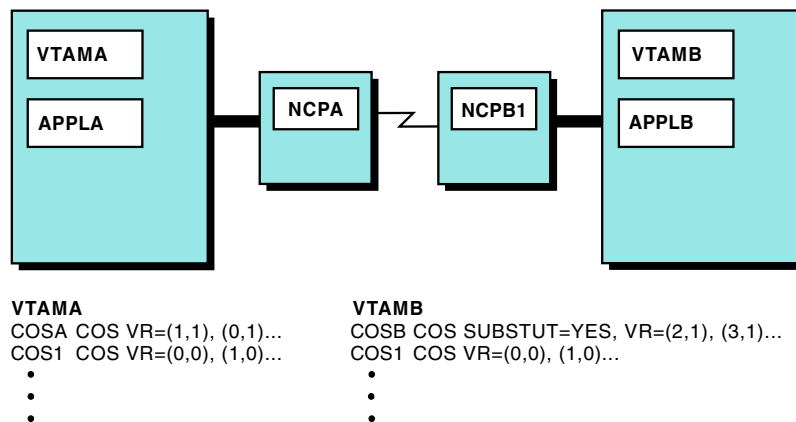 VTAMA
APPLA
NCPA
NCPB1
VTAMB
APPLB
VTAMA
COSA COS VR=(1,1), (0,1)...
COS1 COS VR=(0,0), (1,0)...
VTAMB
COSB COS SUBSTUT=YES, VR=(2,1), (3,1)...
COS1 COS VR=(0,0), (1,0)...